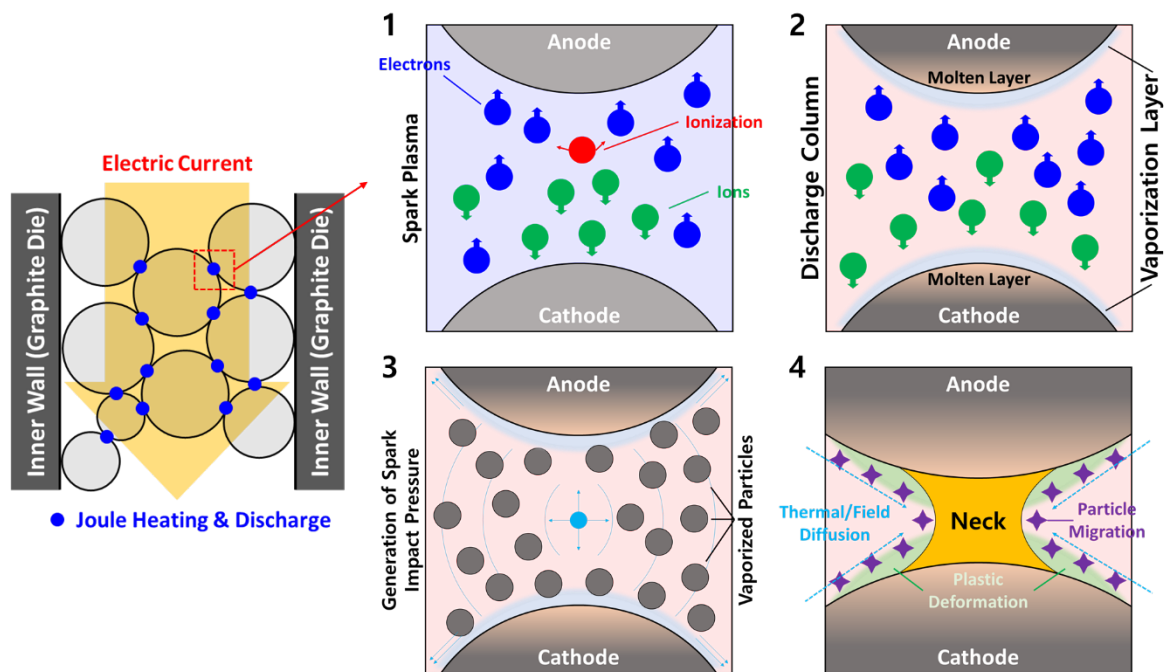 Electric Current
Inner Wall (Graphite Die)
Inner Wall (Graphite Die)
Joule Heating & Discharge
1
Spark Plasma
Anode
Electrons
Ionization
Ions
Cathode
2
Discharge Column
Anode
Molten Layer
Vaporization Layer
Molten Layer
Cathode
3
Generation of Spark
Impact Pressure
Anode
Vaporized Particles
Cathode
4
Anode
Thermal/Field
Diffusion
Neck
Particle
Migration
Plastic
Deformation
Cathode